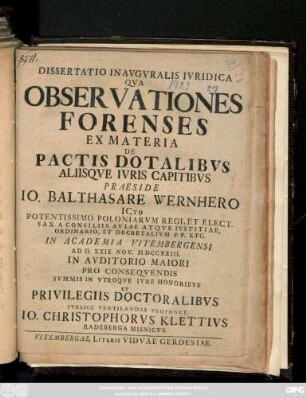 DISSERTATIO INAVGVRALIS IVRIDICA
QVA
OBSERVATIONES
FORENSES
EX MATERIA
DE
PACTIS DOTALIBVS
ALIISQVE IVRIS CAPITIBVS
PRAESIDE
IO. BALTHASARE WERNHERO
ICTO
POTENTISSIMO POLONIARVM REGI, ET ELECT.
SAX. A CONSILIIS AVLAE ATQVE IVSTITIAE,
ORDINARIO, ET DECRETALIVM P.P. ETC.
IN ACADEMIA VITEMBERGENSI
AD D. XXIX. NOV. MDCCXXIII.
IN AVDITORIO MAIORI
PRO CONSEQVENDIS
SVMMIS IN VTROQVE IVRE HONORIBVS
ET
PRIVILEGIIS DOCTORALIBVS
PVBLICE VENTILANDAS PROPONET
IO. CHRISTOPHORVS KLETTIVS
RADEBERGA MISNICVS.
VITEMBERGAE, LITERIS VIDVAE GERDESIAE.